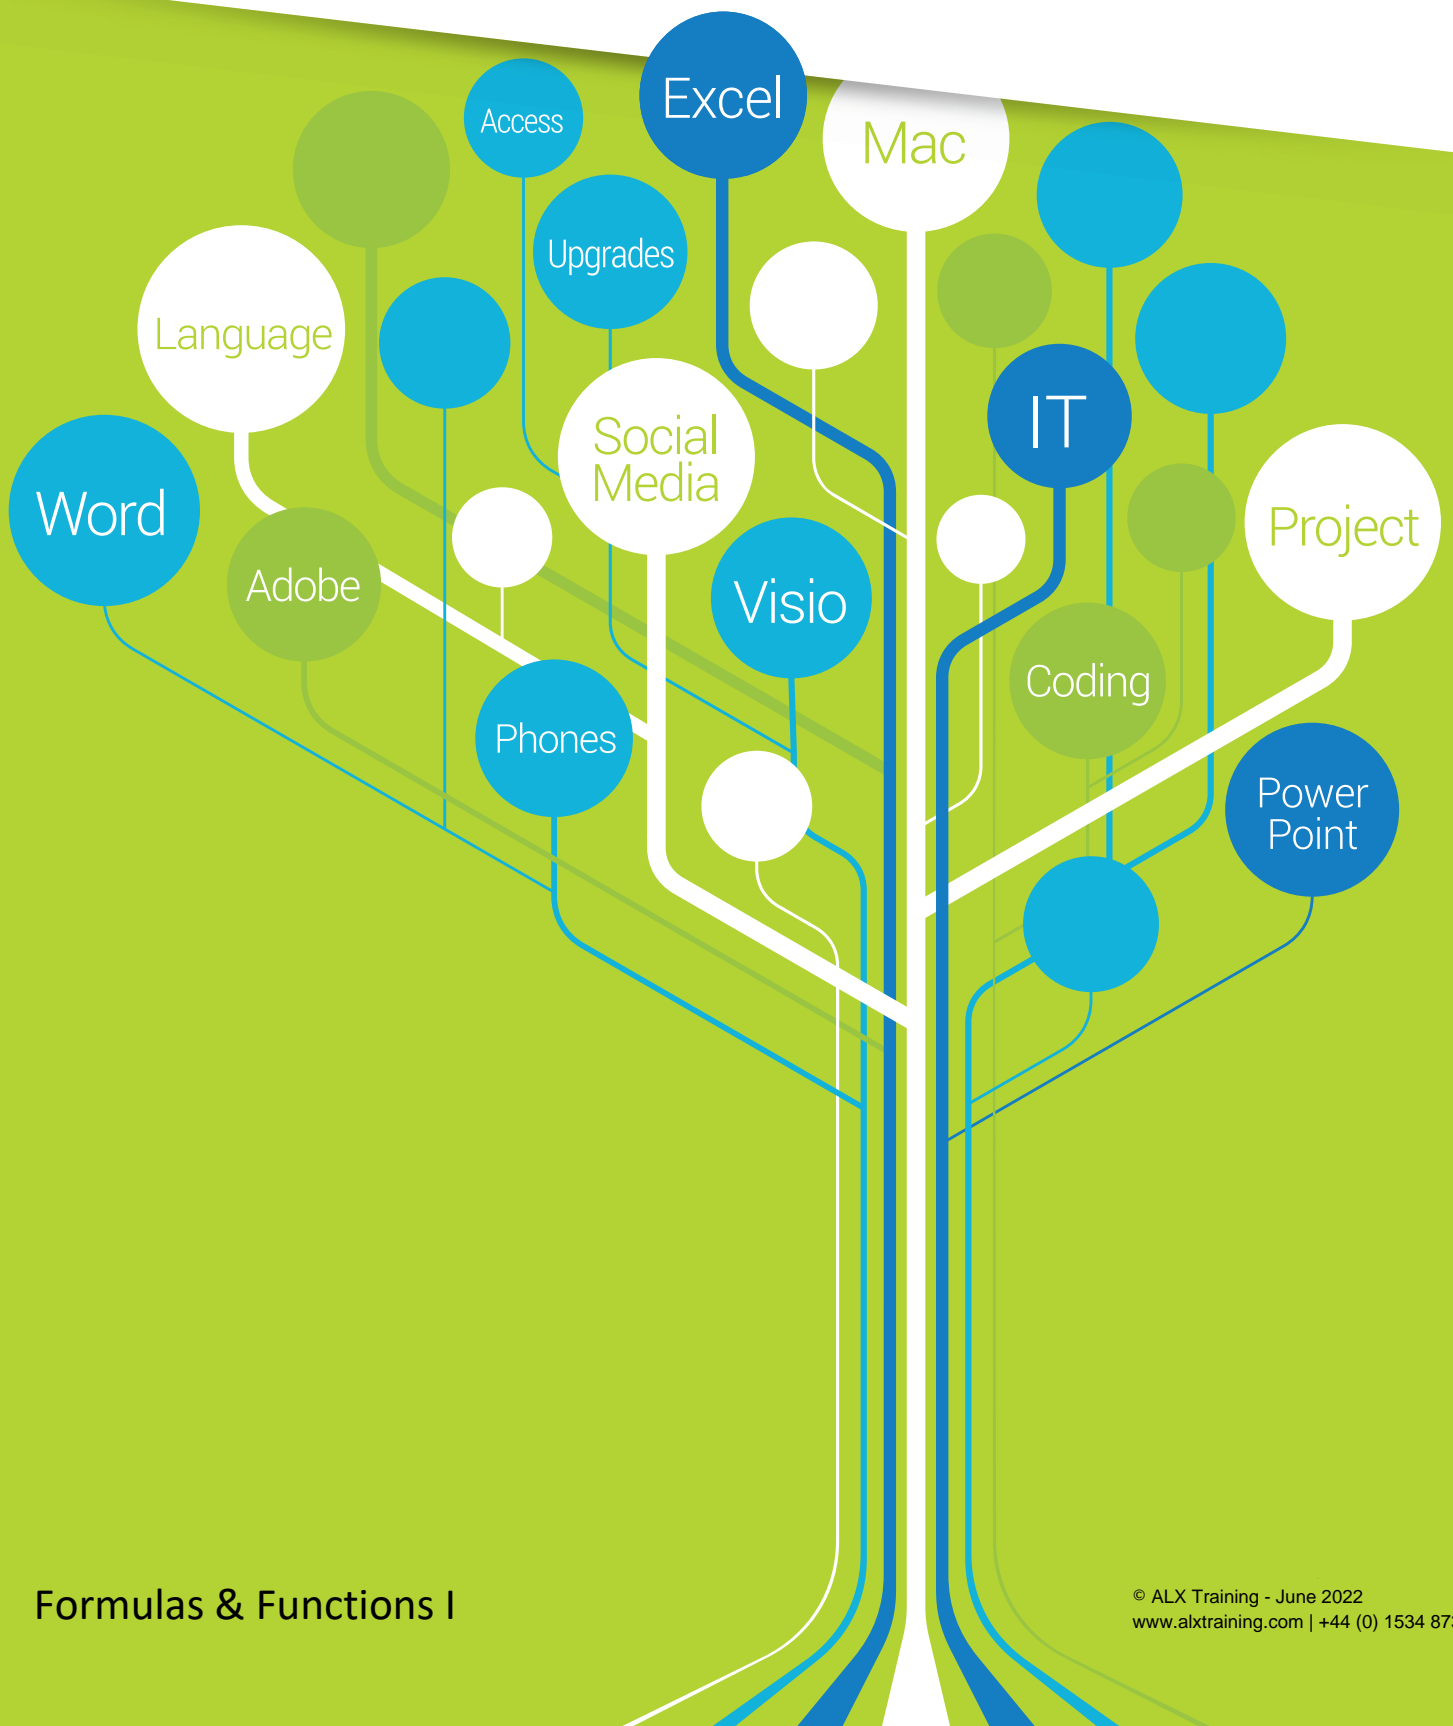 Excel
Access
Mac
Upgrades
Language
Social
Media
IT
Word
Project
Adobe
Visio
Coding
Phones
Power
Point
Formulas & Functions I
© ALX Training - June 2022
www.alxtraining.com | +44 (0) 1534 87